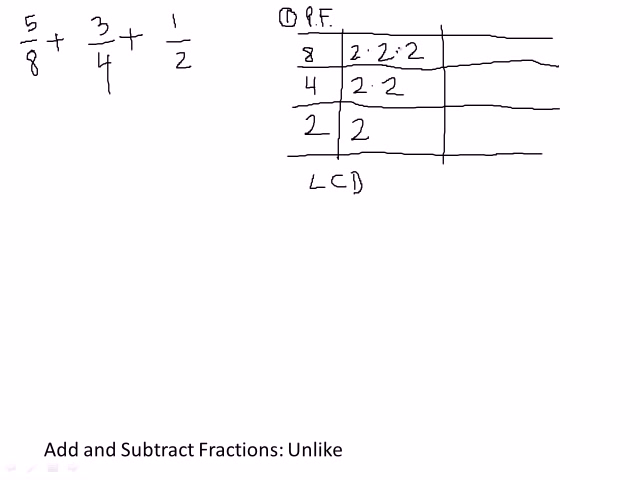 5/8 + 3/4 + 1/2
① P.F.
8 2·2·2
4 2·2
2 2
LCD
Add and Subtract Fractions: Unlike